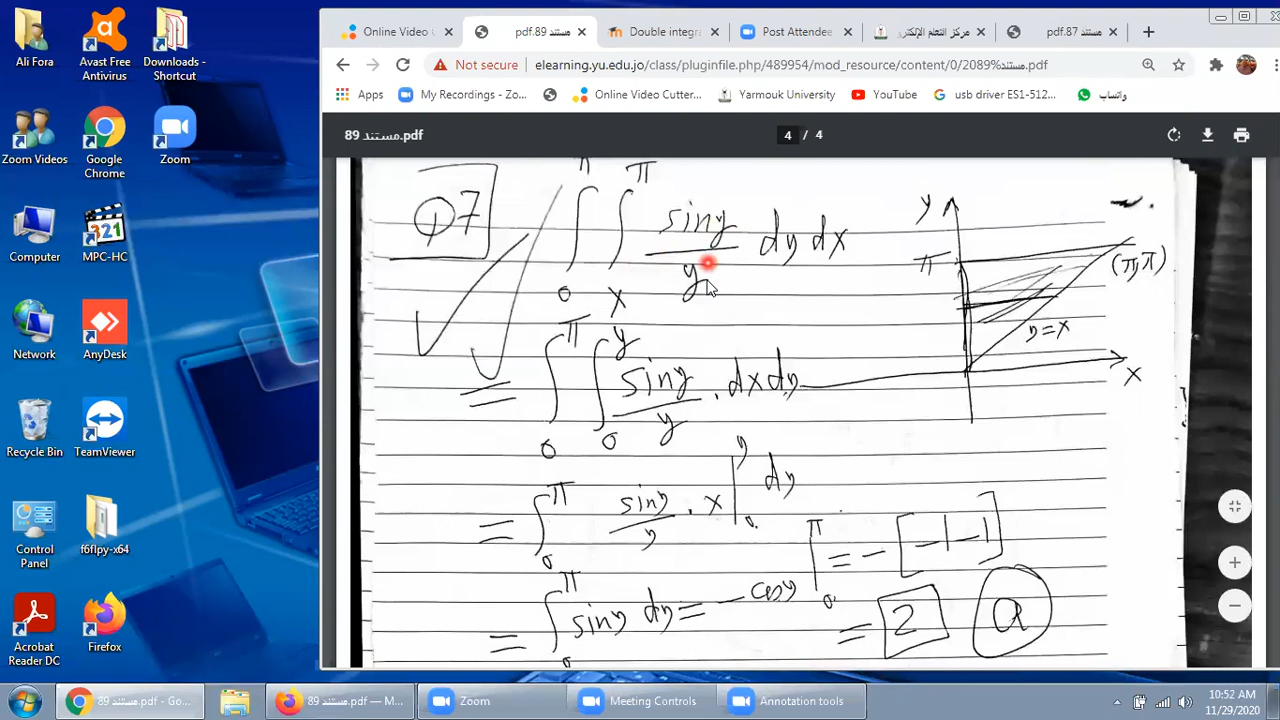 Ali Fora
Avast Free Antivirus
Downloads - Shortcut
Zoom Videos
Google Chrome
Zoom
Computer
MPC-HC
Network
AnyDesk
Recycle Bin
TeamViewer
Control Panel
f6flpy-x64
Acrobat Reader DC
Firefox
Online Video C
مستند 89.pdf
Double integr
Post Attendee
مركز التعلم الإلكتر
مستند 87.pdf
Not secure
elearning.yu.edu.jo/class/pluginfile.php/489954/mod_resource/content/0/2089%مستند.pdf
Apps
My Recordings - Zo...
Online Video Cutter...
Yarmouk University
YouTube
usb driver ES1-512...
واتساب
مستند 89.pdf
4 / 4
Q7
∫₀^π ∫ₓ^π siny/y dy dx
= ∫₀^π ∫₀^y siny/y . dx dy
= ∫₀^π siny/y . x |₀^y dy
= ∫₀^π siny dy = -cosy |₀^π = -[-1-1]
= 2 a
y
π
(π,π)
y=x
x
مستند 89.pdf - Go...
مستند 89.pdf — M...
Zoom
Meeting Controls
Annotation tools
10:52 AM
11/29/2020